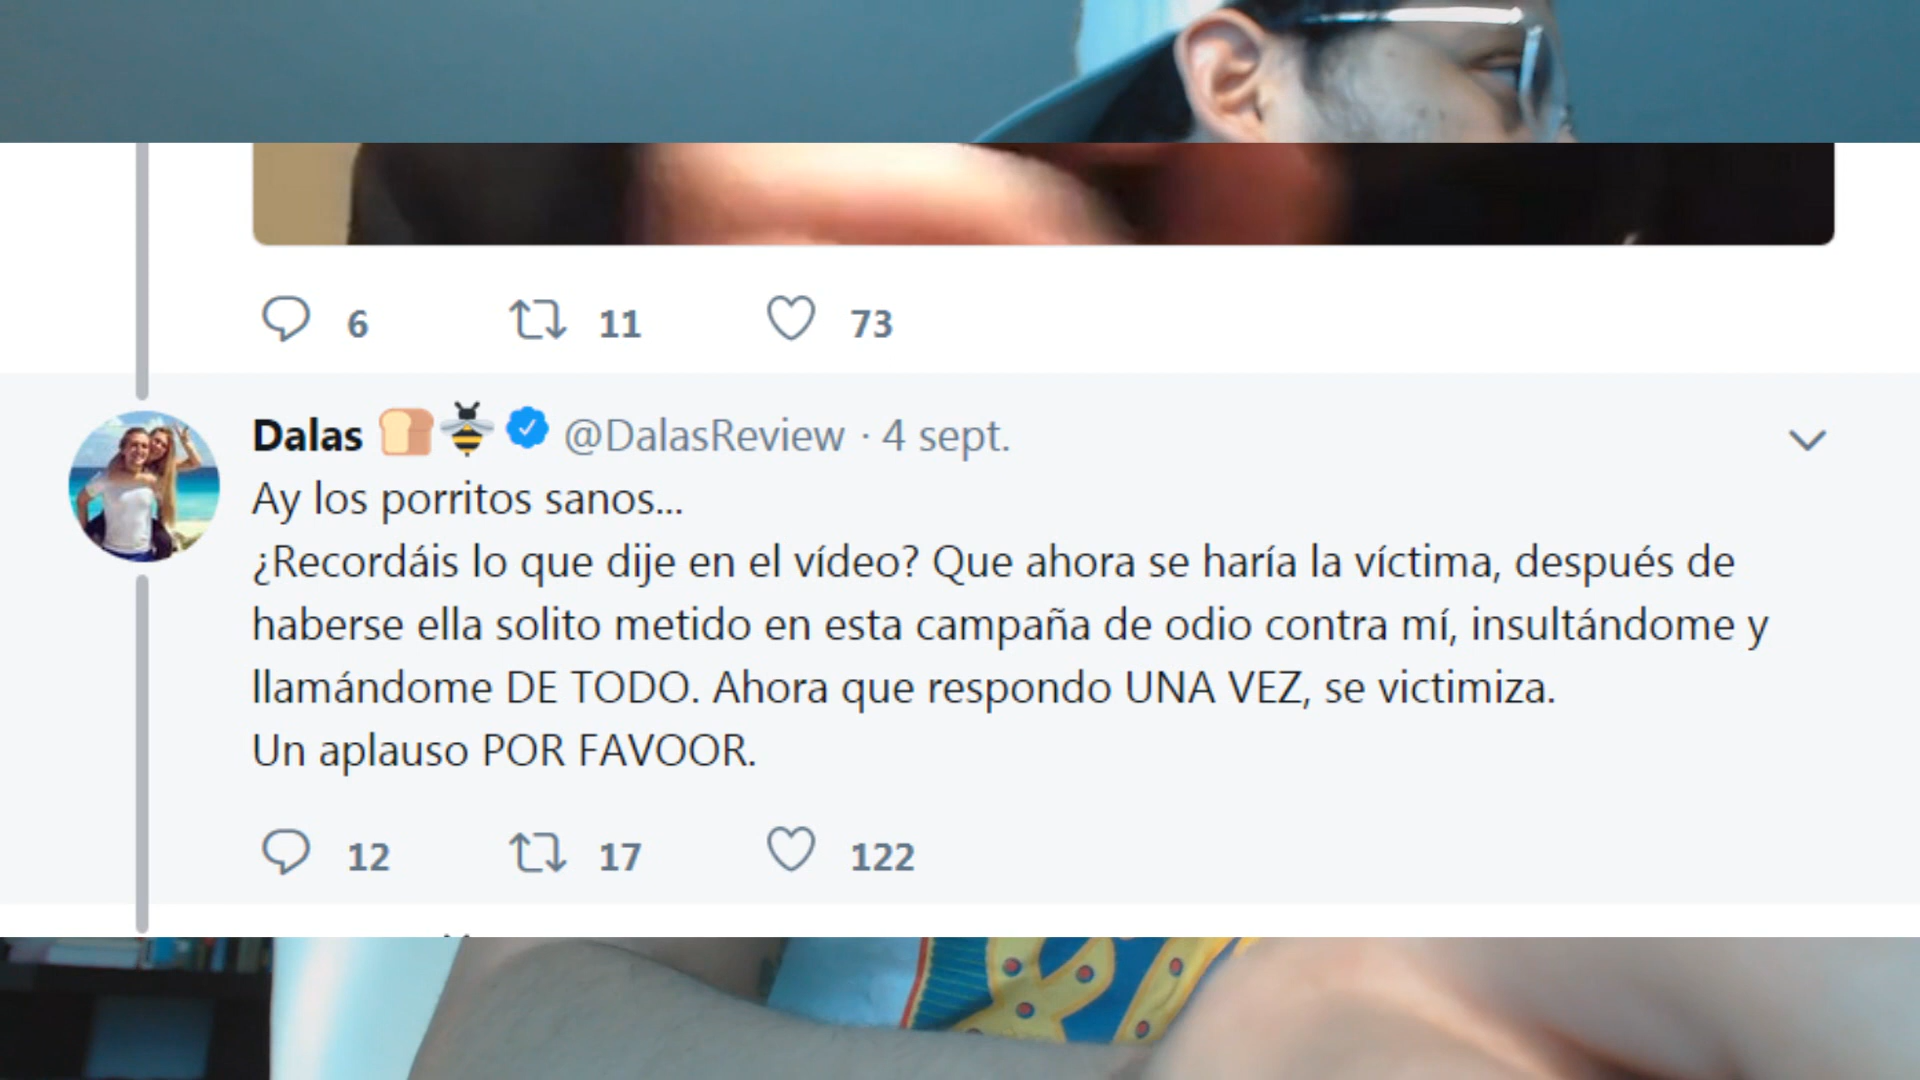 6 11 73
Dalas @DalasReview · 4 sept.
Ay los porritos sanos...
¿Recordáis lo que dije en el vídeo? Que ahora se haría la víctima, después de
haberse ella solito metido en esta campaña de odio contra mí, insultándome y
llamándome DE TODO. Ahora que respondo UNA VEZ, se victimiza.
Un aplauso POR FAVOOR.
12 17 122